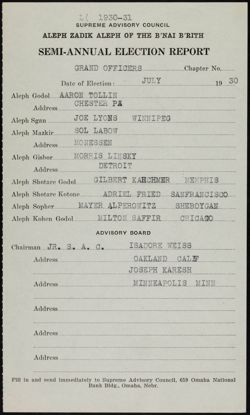 1930-31
SUPREME ADVISORY COUNCIL
ALEPH ZADIK ALEPH OF THE B'NAI B'RITH
SEMI-ANNUAL ELECTION REPORT
GRAND OFFICERS Chapter No.
Date of Election: JULY 1930
Aleph Godol AARON TOLLIN
Address CHESTER PA
Aleph Sgan JOE LYONS WINNIPEG
Aleph Mazkir SOL LABOW
Address MONESSEN
Aleph Gisbor MORRIS LINSKY
Address DETROIT
Aleph Shotare Godul GILBERT KAHCHMER MEMPHIS
Aleph Shotare Kotone ADRIEL FRIED SANFRANCISCO
Aleph Sopher MAYER ALPEROWITZ SHEBOYGAN
Aleph Kohen Godul MILTON SAFFIR CHICAGO
ADVISORY BOARD
Chairman JR. S. A. C. ISADORE WEISS
Address OAKLAND CALIF
JOSEPH KARESH
Address MINNEAPOLIS MINN
Address
Address
Address
Fill in and send immediately to Supreme Advisory Council, 659 Omaha National
Bank Bldg., Omaha, Nebr.